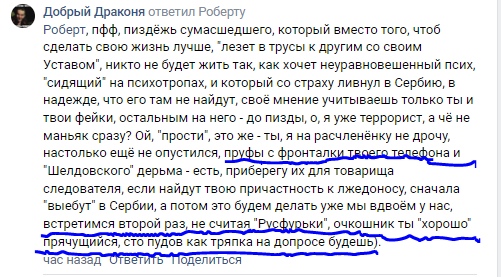 Добрый Драконя ответил Роберту
Роберт, пфф, пиздёжь сумасшедшего, который вместо того, чтоб
сделать свою жизнь лучше, "лезет в трусы к другим со своим
Уставом", никто не будет жить так, как хочет неуравновешенный псих,
"сидящий" на психотропах, и который со страху ливнул в Сербию, в
надежде, что его там не найдут, своё мнение учитываешь только ты и
твои фейки, остальным на него - до пизды, о, я уже террорист, а чё не
маньяк сразу? Ой, "прости", это же - ты, я на расчленёнку не дрочу,
настолько ещё не опустился, пруфы с фронталки твоего телефона и
"Шелдовского" дерьма - есть, приберегу их для товарища
следователя, если найдут твою причастность к лжедоносу, сначала
"выебут" в Сербии, а потом это будем делать уже мы вдвоём у нас,
встретимся второй раз, не считая "Русфурьки", очкошник ты "хорошо"
прячущийся, сто пудов как тряпка на допросе будешь).
час назад Ответить Поделиться